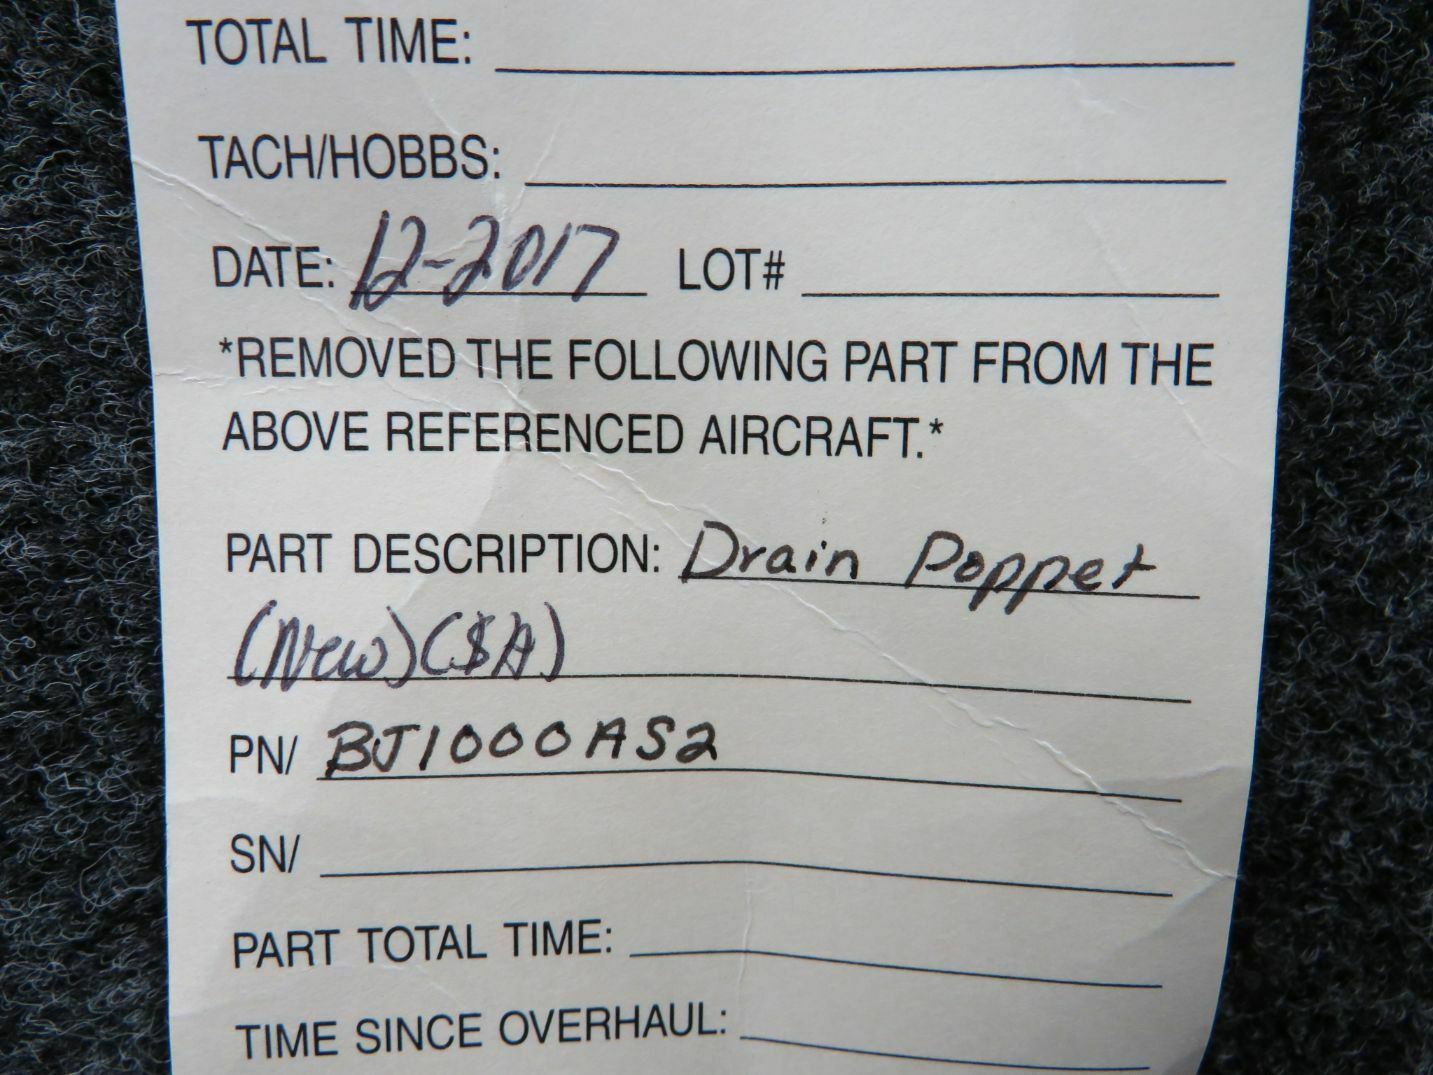 TOTAL TIME:
TACH/HOBBS:
DATE: 12-2017 LOT#
*REMOVED THE FOLLOWING PART FROM THE
ABOVE REFERENCED AIRCRAFT.*
PART DESCRIPTION: Drain Poppet
(New) ($A)
PN/ BJ1000AS2
SN/
PART TOTAL TIME:
TIME SINCE OVERHAUL: